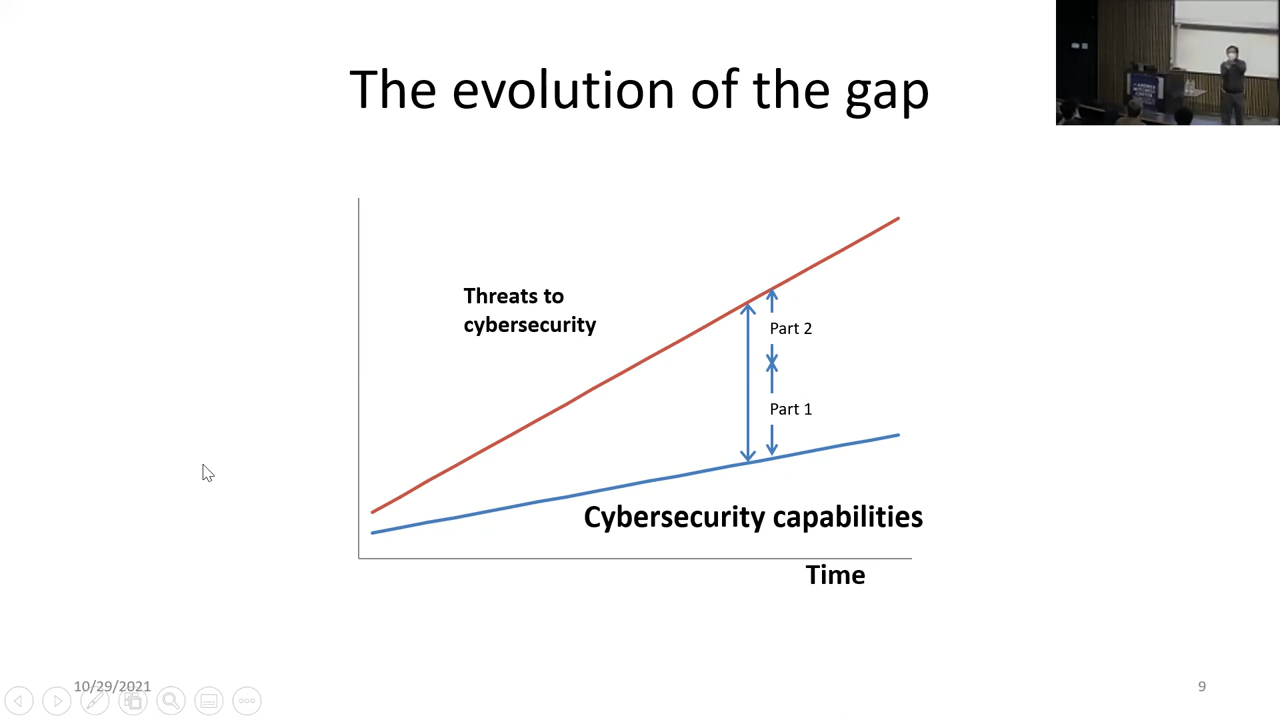 The evolution of the gap
Threats to
cybersecurity
Part 2
Part 1
Cybersecurity capabilities
Time
10/29/2021
9